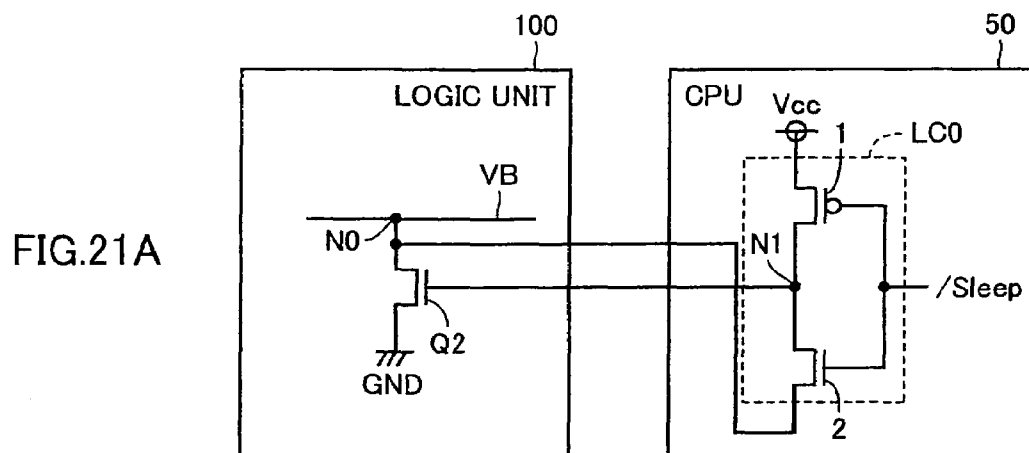 100
50
LOGIC UNIT
CPU
Vcc
1
LC0
VB
N0
FIG.21A
N1
/Sleep
Q2
GND
2